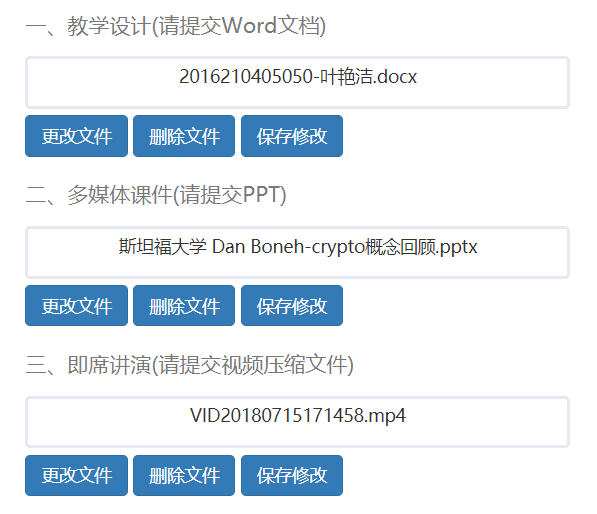 一、教学设计(请提交Word文档)
2016210405050-叶艳洁.docx
更改文件 删除文件 保存修改
二、多媒体课件(请提交PPT)
斯坦福大学 Dan Boneh-crypto概念回顾.pptx
更改文件 删除文件 保存修改
三、即席讲演(请提交视频压缩文件)
VID20180715171458.mp4
更改文件 删除文件 保存修改